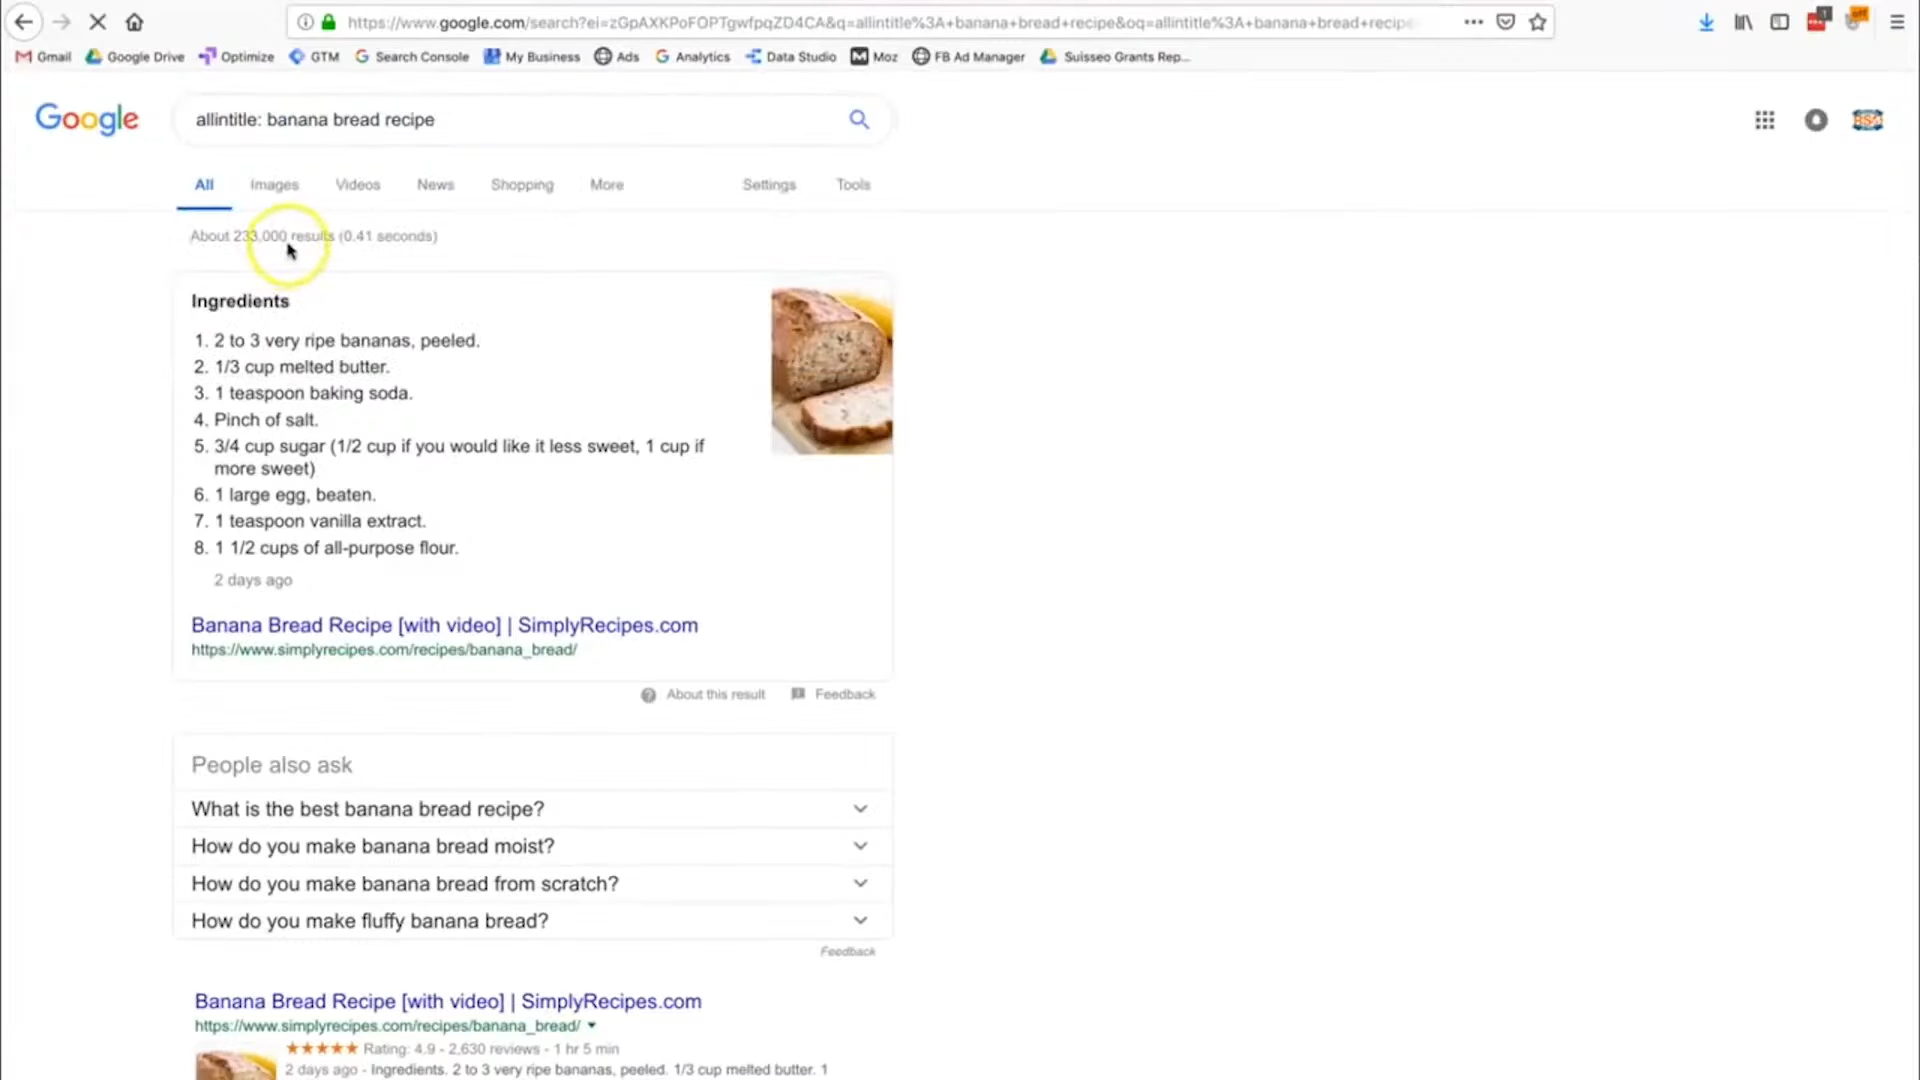 https://www.google.com/search?ei=zGpAXKPoFOPTgwfpqZD4CA&q=allintitle%3A+banana+bread+recipe&oq=allintitle%3A+banana+bread+recipe
Gmail Google Drive Optimize GTM Search Console My Business Ads Analytics Data Studio Moz FB Ad Manager Suisseo Grants Rep...
Google allintitle: banana bread recipe
All Images Videos News Shopping More Settings Tools
About 233,000 results (0.41 seconds)
Ingredients
1. 2 to 3 very ripe bananas, peeled.
2. 1/3 cup melted butter.
3. 1 teaspoon baking soda.
4. Pinch of salt.
5. 3/4 cup sugar (1/2 cup if you would like it less sweet, 1 cup if
more sweet)
6. 1 large egg, beaten.
7. 1 teaspoon vanilla extract.
8. 1 1/2 cups of all-purpose flour.
2 days ago
Banana Bread Recipe [with video] | SimplyRecipes.com
https://www.simplyrecipes.com/recipes/banana_bread/
About this result Feedback
People also ask
What is the best banana bread recipe?
How do you make banana bread moist?
How do you make banana bread from scratch?
How do you make fluffy banana bread?
Feedback
Banana Bread Recipe [with video] | SimplyRecipes.com
https://www.simplyrecipes.com/recipes/banana_bread/
Rating: 4.9 - 2,630 reviews - 1 hr 5 min
2 days ago - Ingredients. 2 to 3 very ripe bananas, peeled. 1/3 cup melted butter. 1